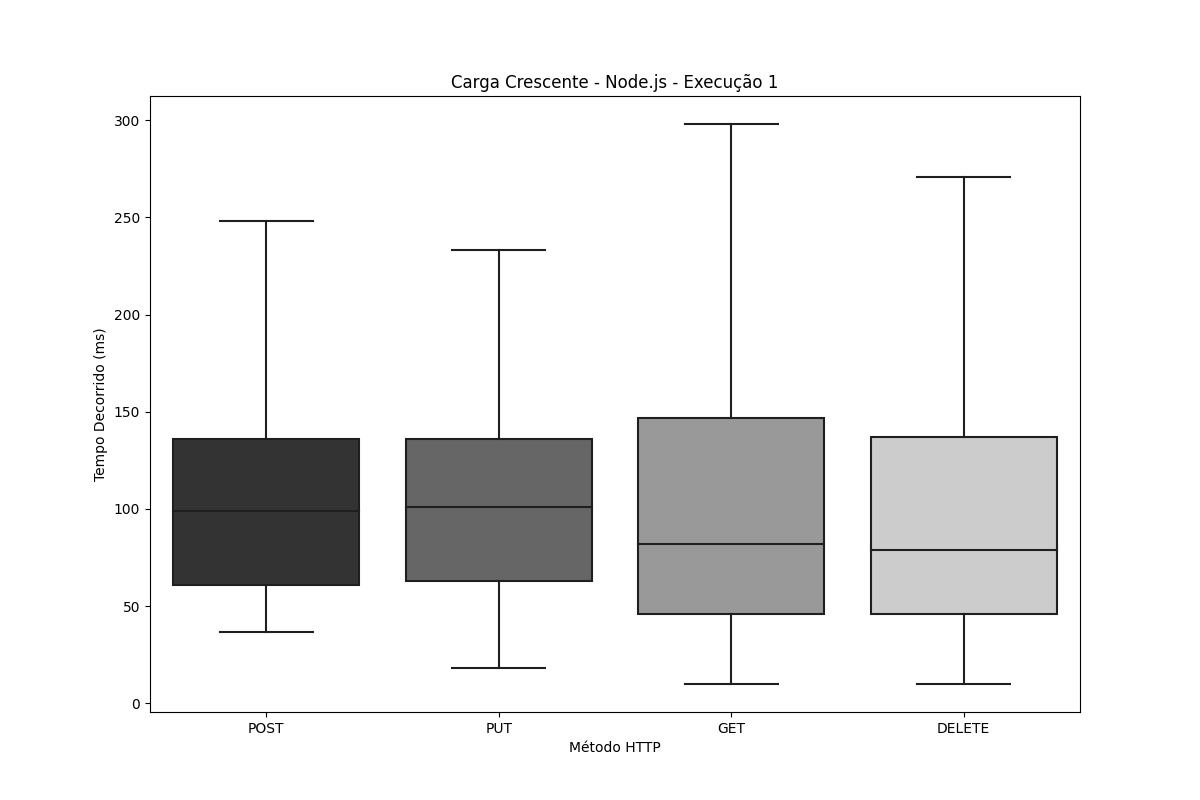 Carga Crescente - Node.js - Execução 1
300
250
200
150
100
50
0
Tempo Decorrido (ms)
POST PUT GET DELETE
Método HTTP